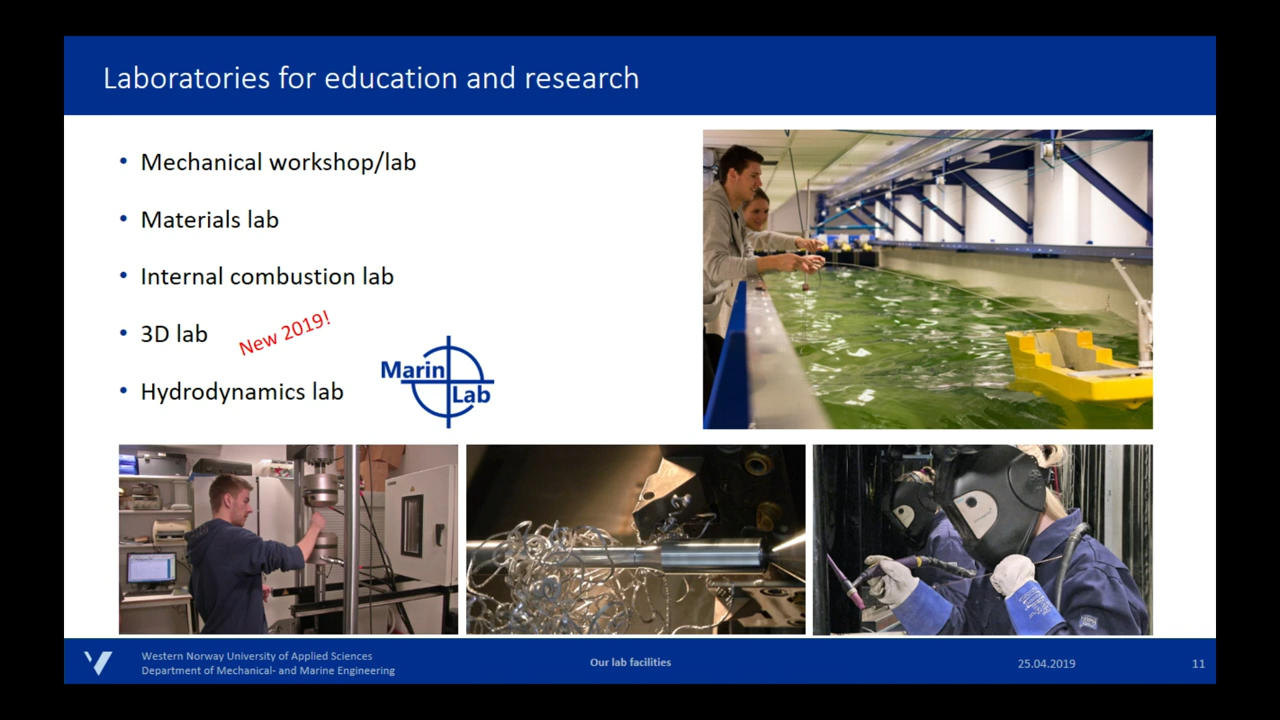 Laboratories for education and research
• Mechanical workshop/lab
• Materials lab
• Internal combustion lab
• 3D lab
New 2019!
• Hydrodynamics lab
Marin
Lab
Western Norway University of Applied Sciences
Department of Mechanical- and Marine Engineering
Our lab facilities
25.04.2019
11